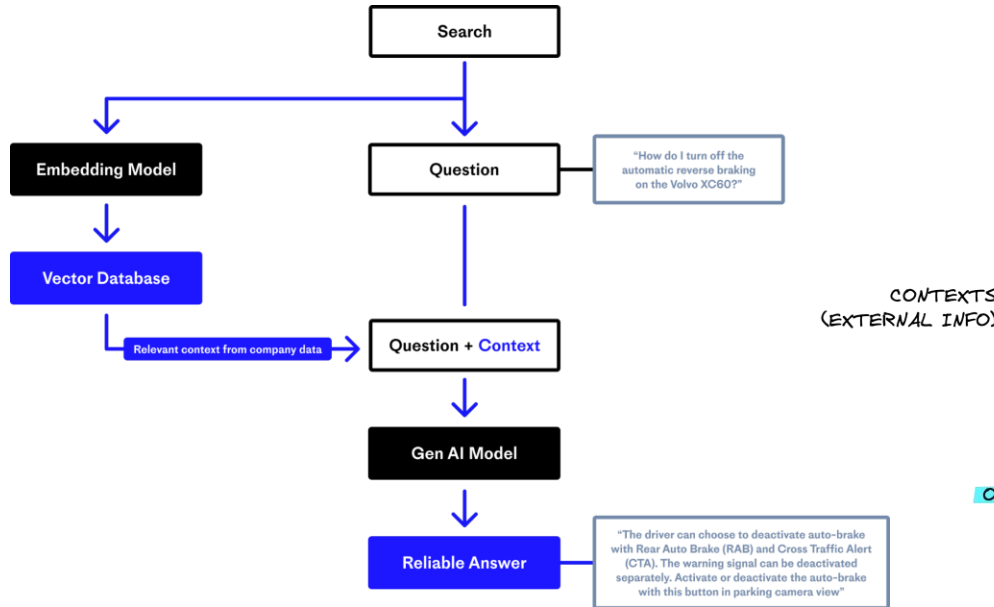 Search
Embedding Model
Question
“How do I turn off the
automatic reverse braking
on the Volvo XC60?”
Vector Database
CONTEXTS
(EXTERNAL INFO)
Relevant context from company data
Question + Context
Gen AI Model
Reliable Answer
“The driver can choose to deactivate auto-brake
with Rear Auto Brake (RAB) and Cross Traffic Alert
(CTA). The warning signal can be deactivated
separately. Activate or deactivate the auto-brake
with this button in parking camera view”